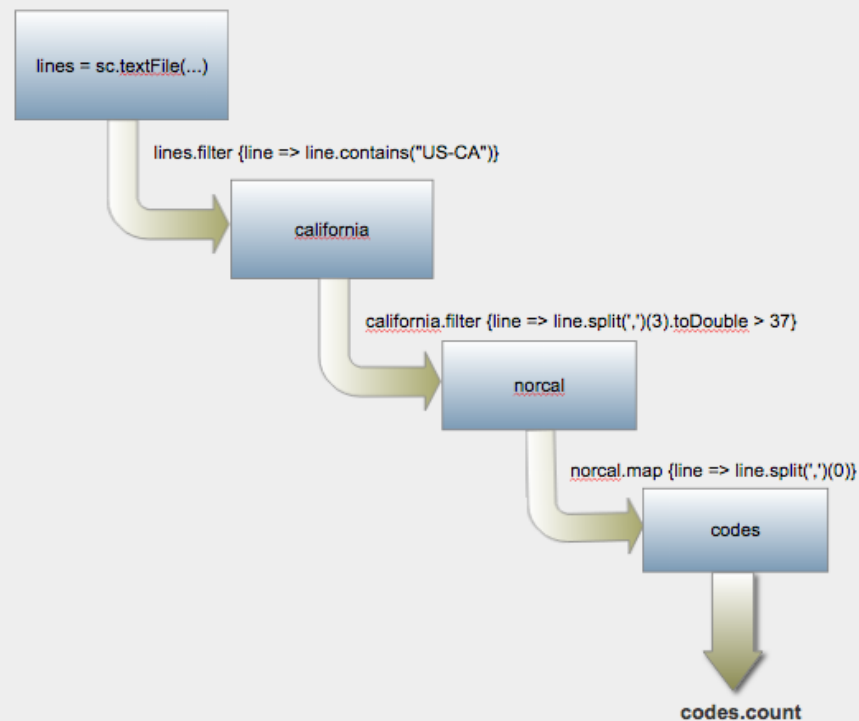 lines = sc.textFile(...)
lines.filter {line => line.contains("US-CA")}
california
california.filter {line => line.split(',')(3).toDouble > 37}
norcal
norcal.map {line => line.split(',')(0)}
codes
codes.count